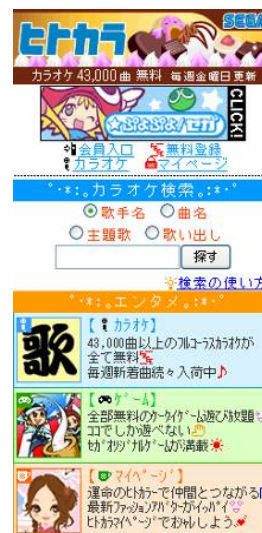 ヒトカラ
SEGA
カラオケ 43,000曲 無料 毎週金曜日更新
★ぷよぷよ!セガ
CLICK!
会員入口 無料登録
カラオケ マイページ
゜･*:｡カラオケ検索｡:*･゜
歌手名 曲名
主題歌 歌い出し
探す
検索の使い方
゜･*:｡エンタメ｡:*･゜
歌
【カラオケ】
43,000曲以上のフルコーラスカラオケが
全て無料
毎週新着曲続々入荷中♪
【ゲーム】
全部無料のケータイゲーム遊び放題
ココでしか遊べない
セガオリジナルゲームが満載
【マイページ】
運命のヒトカラで仲間とつながる
最新ファッションアバターがイッパイ
ヒトカラマイページでおしゃしよう